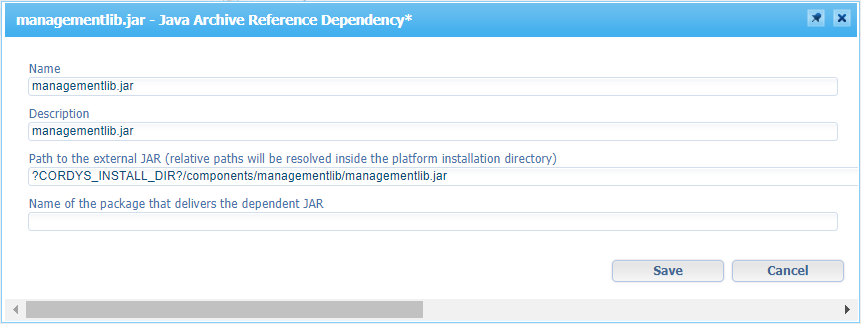 managementlib.jar - Java Archive Reference Dependency*
Name
managementlib.jar
Description
managementlib.jar
Path to the external JAR (relative paths will be resolved inside the platform installation directory)
?CORDYS_INSTALL_DIR?/components/managementlib/managementlib.jar
Name of the package that delivers the dependent JAR
Save Cancel